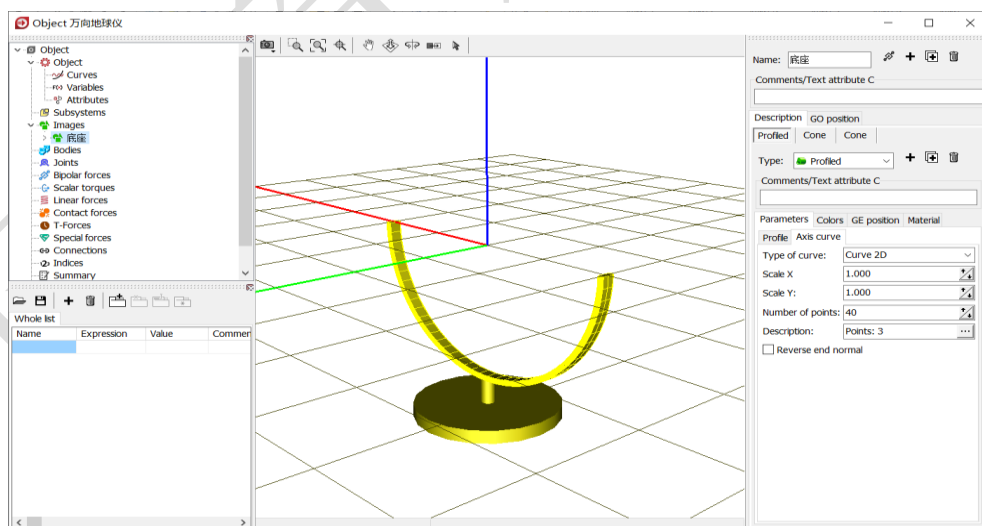 Object 万向地球仪
Object
Object
Curves
Variables
Attributes
Subsystems
Images
底座
Bodies
Joints
Bipolar forces
Scalar torques
Linear forces
Contact forces
T-Forces
Special forces
Connections
Indices
Summary
Whole list
Name Expression Value Commen
Name: 底座
Comments/Text attribute C
Description GO position
Profiled Cone Cone
Type: Profiled
Comments/Text attribute C
Parameters Colors GE position Material
Profile Axis curve
Type of curve: Curve 2D
Scale X 1.000
Scale Y: 1.000
Number of points: 40
Description: Points: 3 ...
Reverse end normal